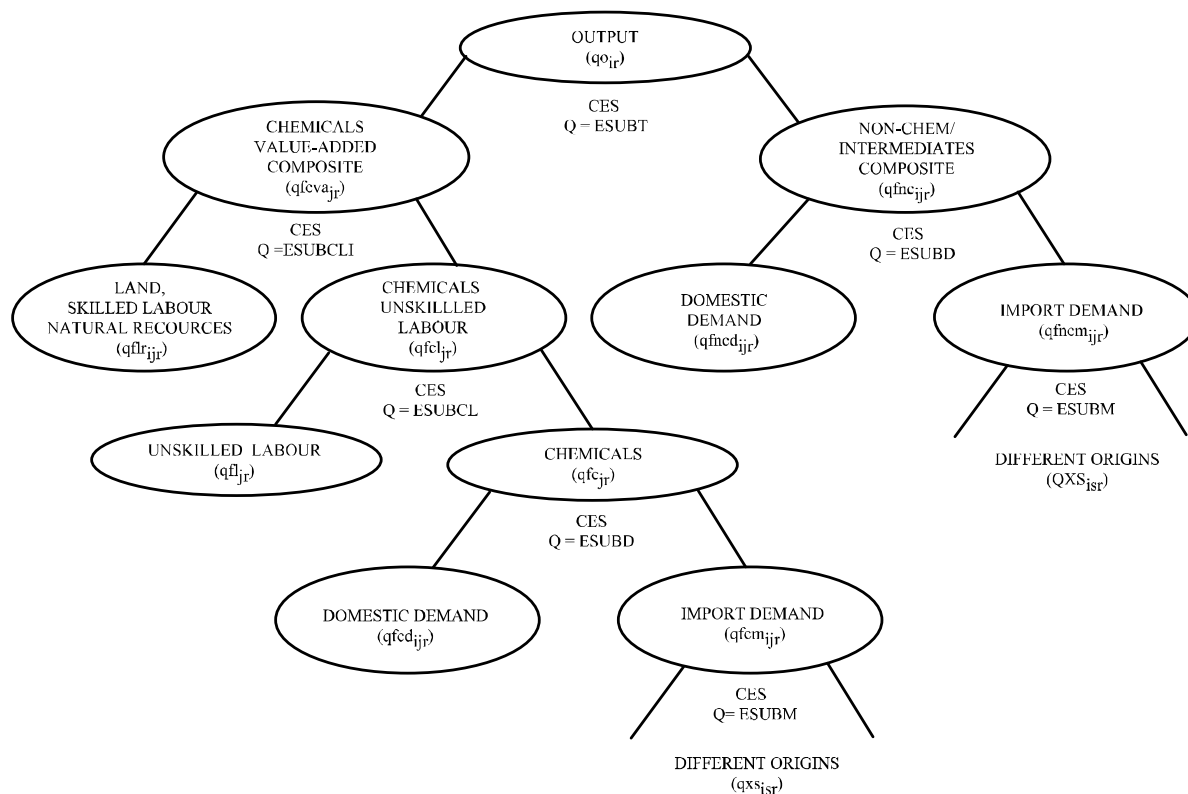 OUTPUT
(qo_ir)
CES
Q = ESUBT
CHEMICALS
VALUE-ADDED
COMPOSITE
(qfcva_jr)
NON-CHEM/
INTERMEDIATES
COMPOSITE
(qfnc_ijr)
CES
Q =ESUBCLI
CES
Q = ESUBD
LAND,
SKILLED LABOUR
NATURAL RECOURCES
(qflr_ijr)
CHEMICALS
UNSKILLLED
LABOUR
(qfcl_jr)
DOMESTIC
DEMAND
(qfncd_ijr)
IMPORT DEMAND
(qfncm_ijr)
CES
Q = ESUBCL
CES
Q = ESUBM
UNSKILLED LABOUR
(qfl_jr)
CHEMICALS
(qfc_jr)
DIFFERENT ORIGINS
(QXS_isr)
CES
Q = ESUBD
DOMESTIC DEMAND
(qfcd_ijr)
IMPORT DEMAND
(qfcm_ijr)
CES
Q= ESUBM
DIFFERENT ORIGINS
(qxs_isr)